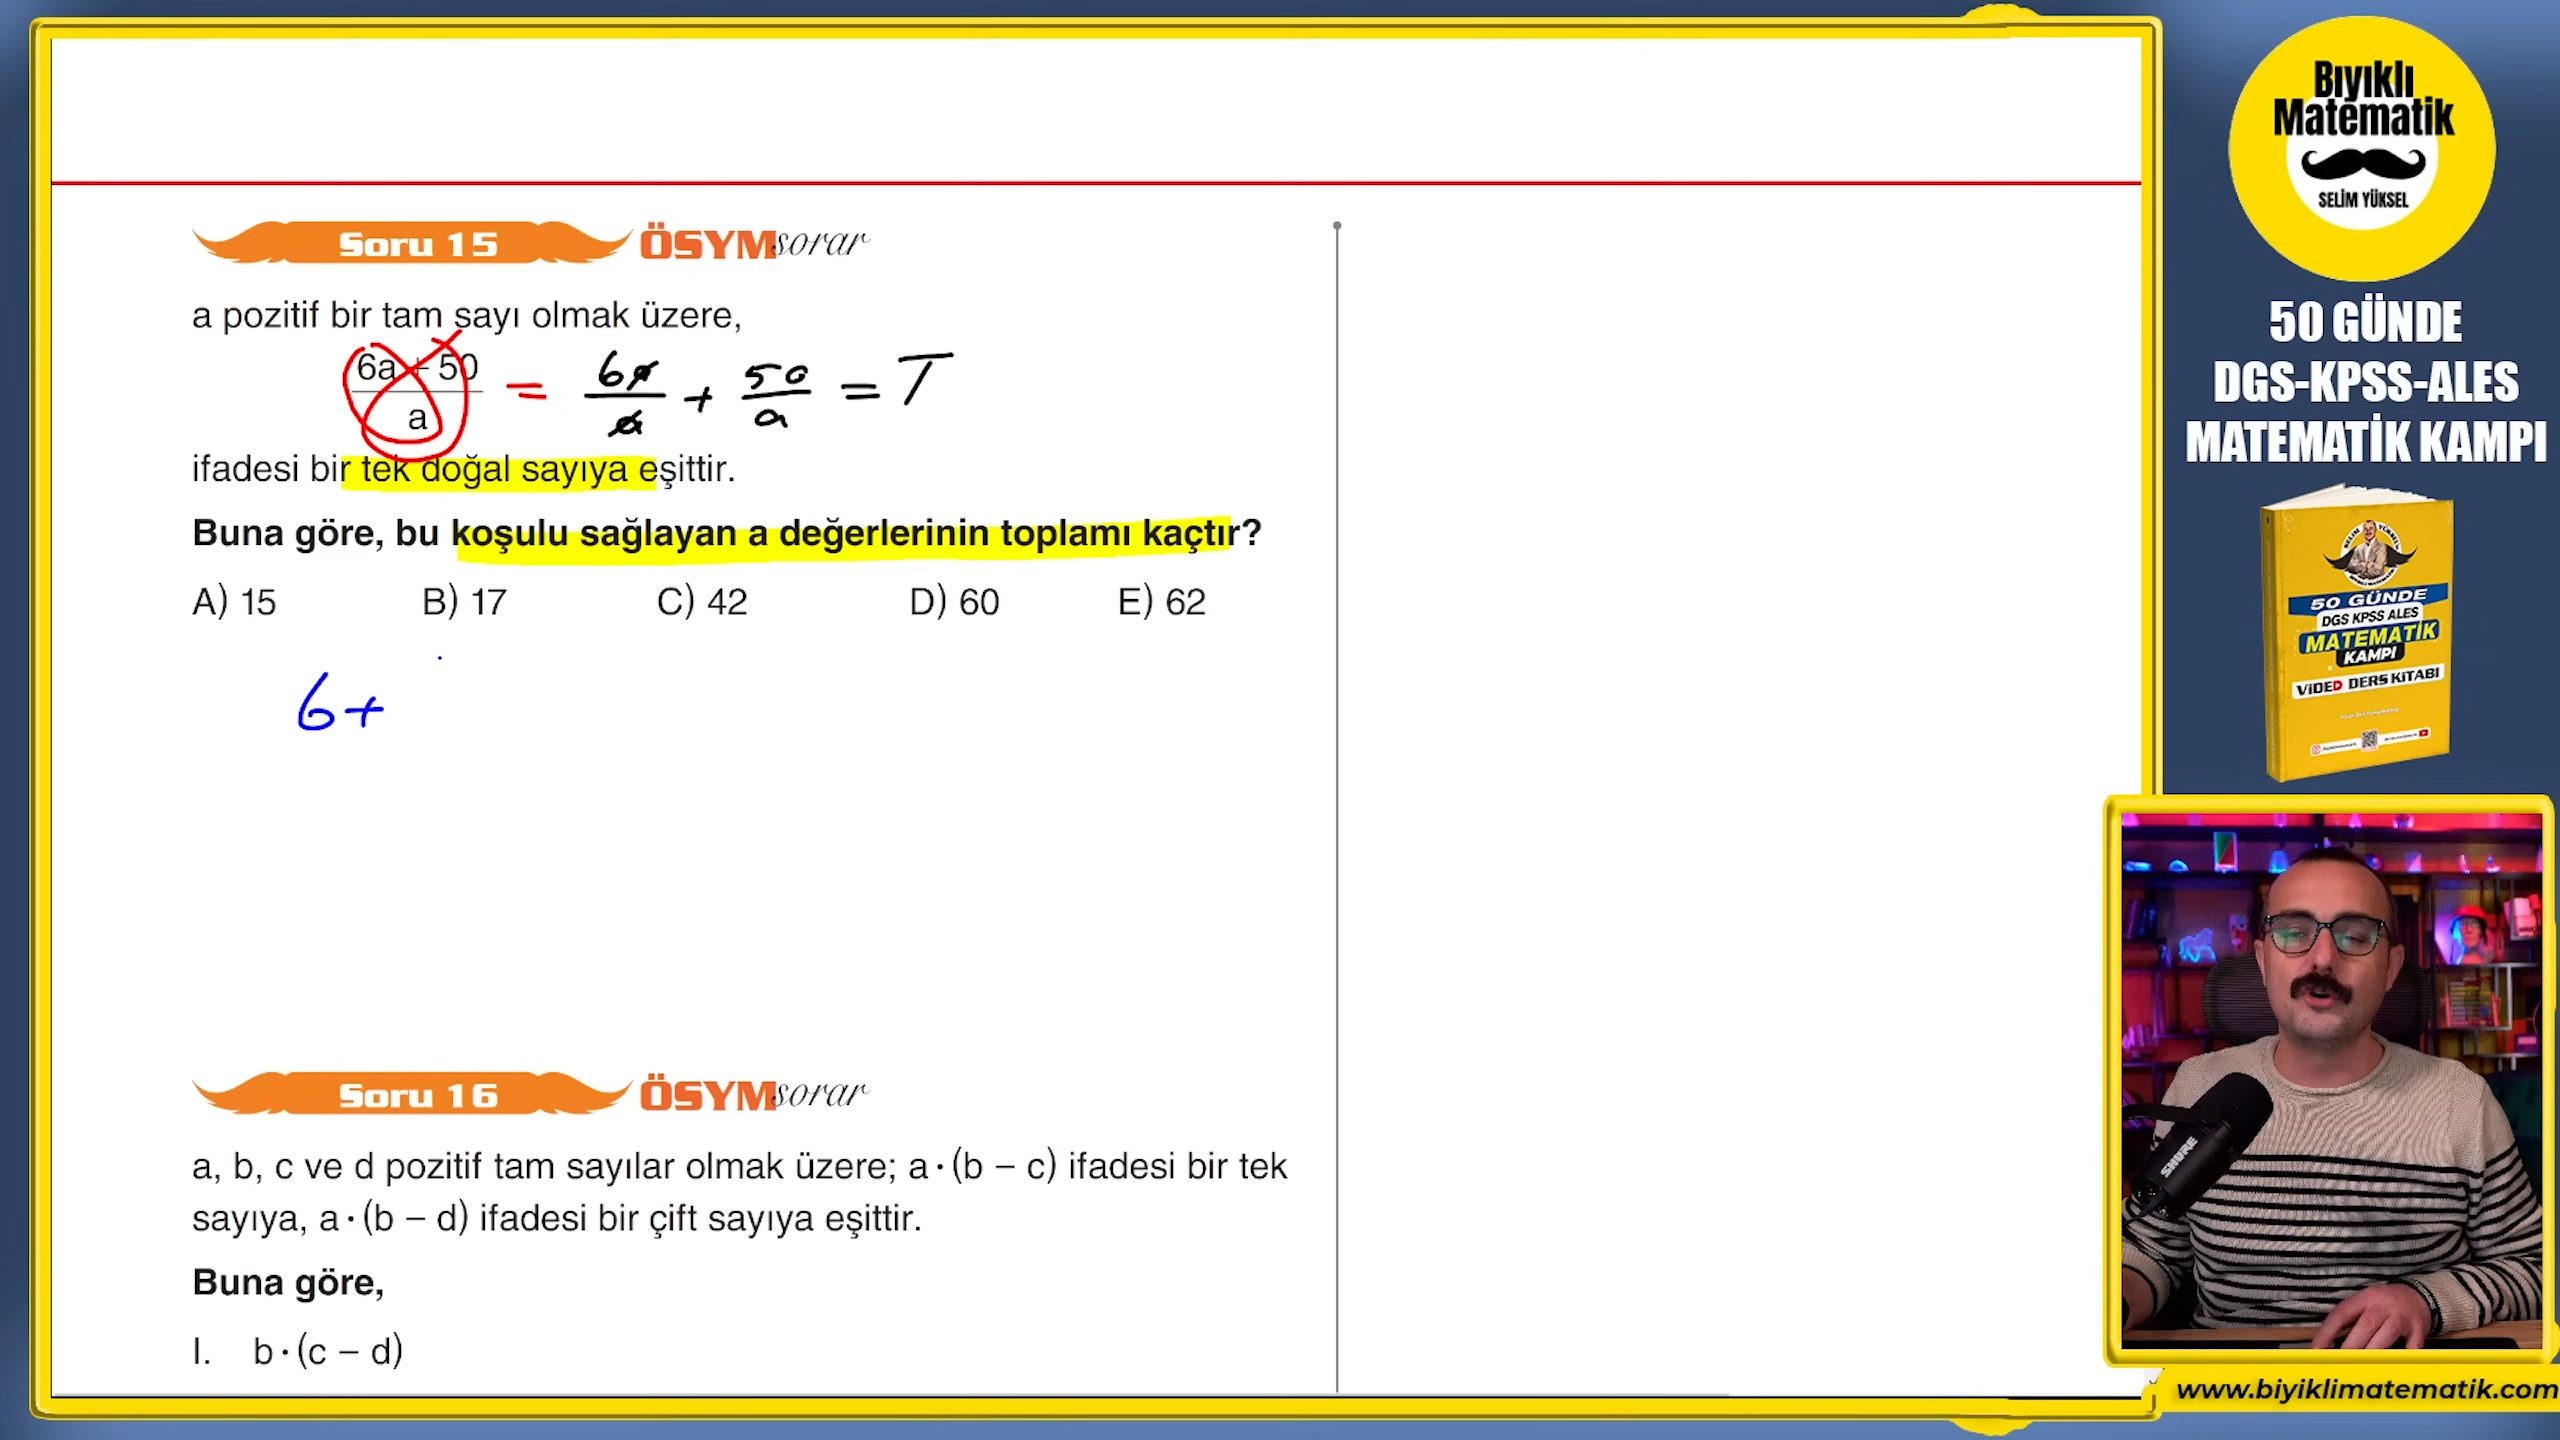 Soru 15 ÖSYMsorar
a pozitif bir tam sayı olmak üzere,
6a + 50
a
= 6a/a + 50/a = T
ifadesi bir tek doğal sayıya eşittir.
Buna göre, bu koşulu sağlayan a değerlerinin toplamı kaçtır?
A) 15 B) 17 C) 42 D) 60 E) 62
6+
Soru 16 ÖSYMsorar
a, b, c ve d pozitif tam sayılar olmak üzere; a·(b – c) ifadesi bir tek
sayıya, a·(b – d) ifadesi bir çift sayıya eşittir.
Buna göre,
I. b·(c – d)
Bıyıklı
Matematik
SELİM YÜKSEL
50 GÜNDE
DGS-KPSS-ALES
MATEMATİK KAMPI
50 GÜNDE
DGS KPSS ALES
MATEMATİK
KAMPI
VİDEO DERS KİTABI
SHURE
www.biyiklimatematik.com